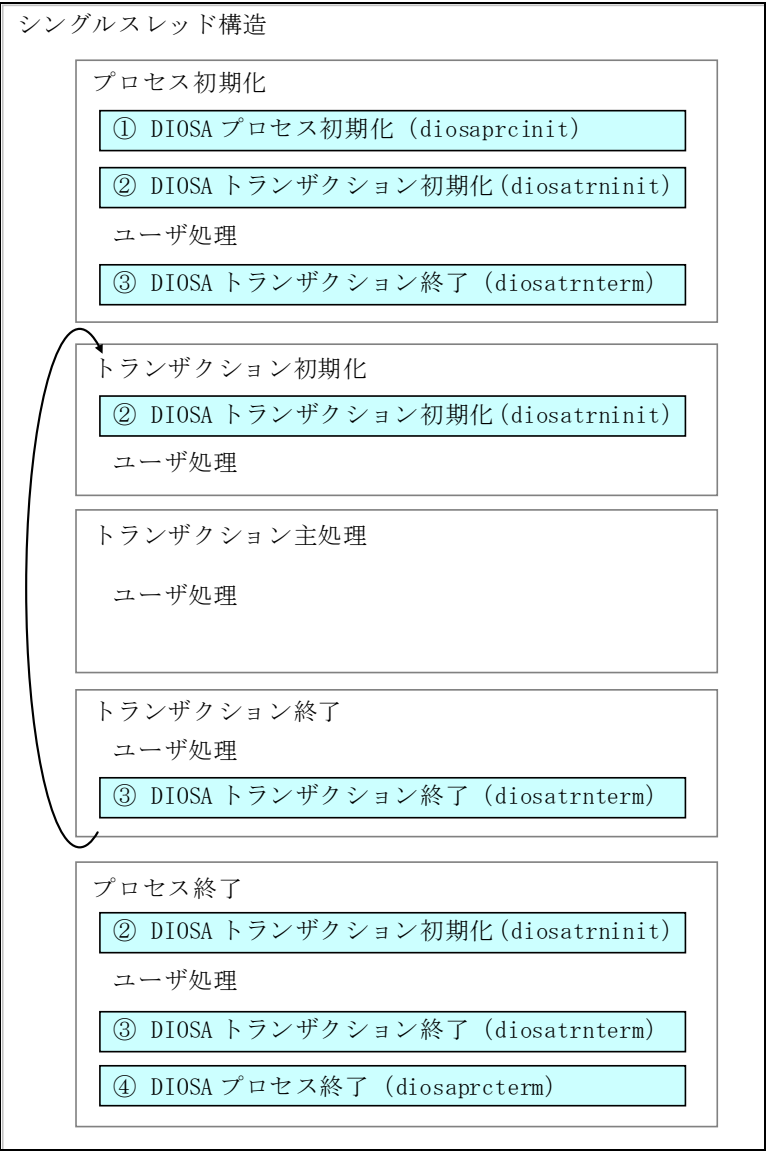 シングルスレッド構造
プロセス初期化
① DIOSA プロセス初期化 (diosaprcinit)
② DIOSA トランザクション初期化(diosatrninit)
ユーザ処理
③ DIOSA トランザクション終了 (diosatrnterm)
トランザクション初期化
② DIOSA トランザクション初期化(diosatrninit)
ユーザ処理
トランザクション主処理
ユーザ処理
トランザクション終了
ユーザ処理
③ DIOSA トランザクション終了 (diosatrnterm)
プロセス終了
② DIOSA トランザクション初期化(diosatrninit)
ユーザ処理
③ DIOSA トランザクション終了 (diosatrnterm)
④ DIOSA プロセス終了 (diosaprcterm)